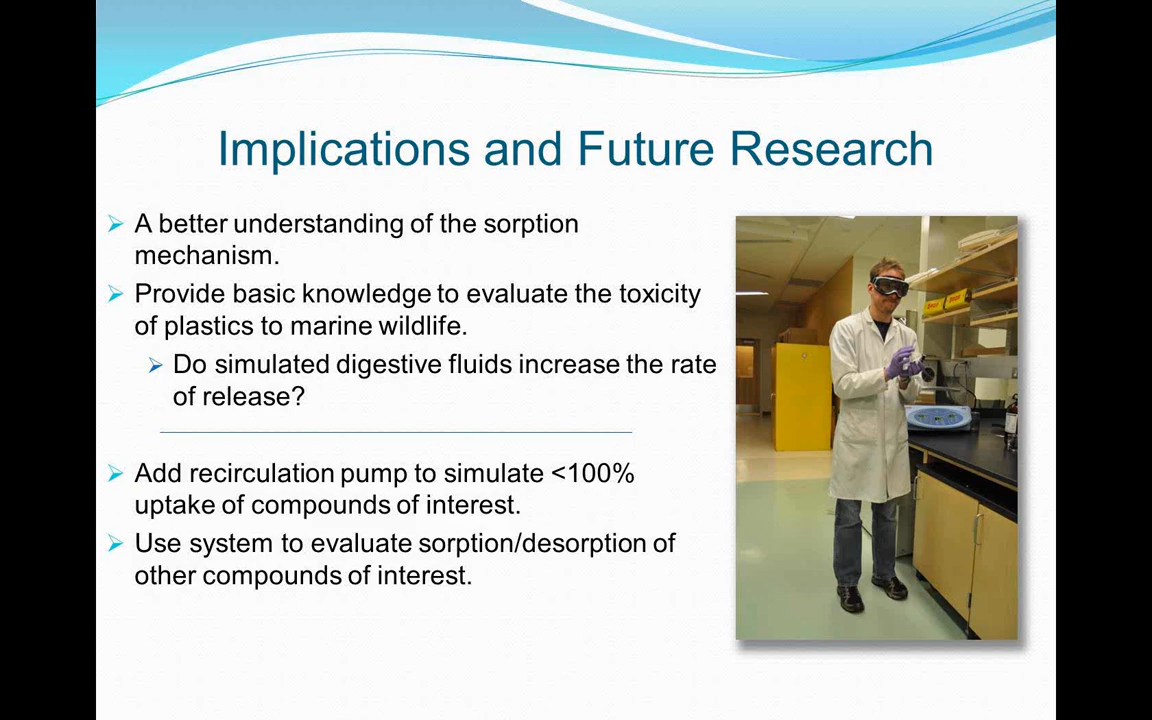 Implications and Future Research
A better understanding of the sorption
mechanism.
Provide basic knowledge to evaluate the toxicity
of plastics to marine wildlife.
Do simulated digestive fluids increase the rate
of release?
Add recirculation pump to simulate <100%
uptake of compounds of interest.
Use system to evaluate sorption/desorption of
other compounds of interest.